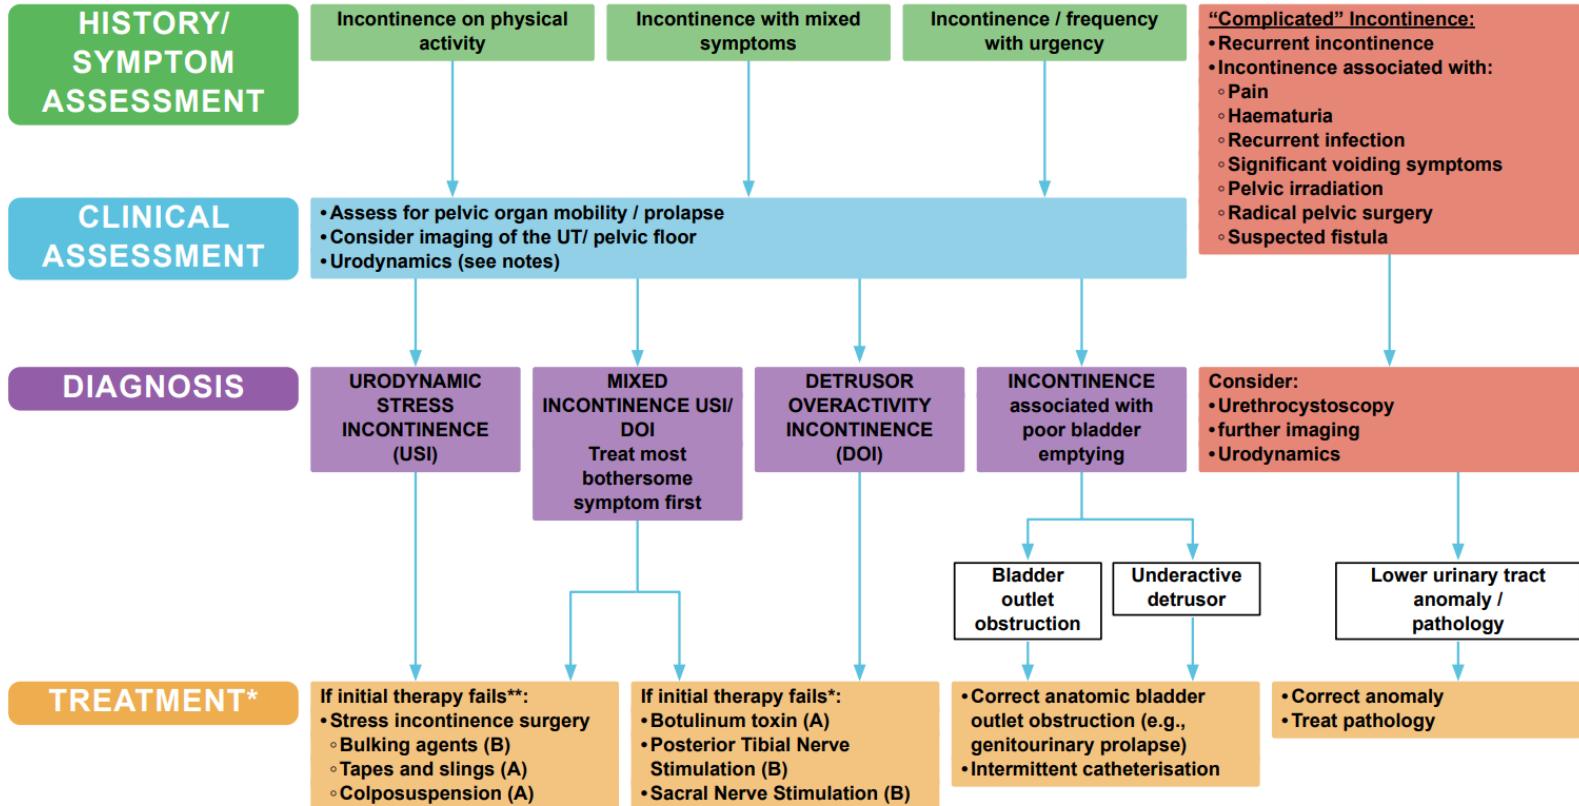 HISTORY/
SYMPTOM
ASSESSMENT
Incontinence on physical
activity
Incontinence with mixed
symptoms
Incontinence / frequency
with urgency
“Complicated” Incontinence:
• Recurrent incontinence
• Incontinence associated with:
◦ Pain
◦ Haematuria
◦ Recurrent infection
◦ Significant voiding symptoms
◦ Pelvic irradiation
◦ Radical pelvic surgery
◦ Suspected fistula
CLINICAL
ASSESSMENT
• Assess for pelvic organ mobility / prolapse
• Consider imaging of the UT/ pelvic floor
• Urodynamics (see notes)
DIAGNOSIS
URODYNAMIC
STRESS
INCONTINENCE
(USI)
MIXED
INCONTINENCE USI/
DOI
Treat most
bothersome
symptom first
DETRUSOR
OVERACTIVITY
INCONTINENCE
(DOI)
INCONTINENCE
associated with
poor bladder
emptying
Consider:
• Urethrocystoscopy
• further imaging
• Urodynamics
Bladder
outlet
obstruction
Underactive
detrusor
Lower urinary tract
anomaly /
pathology
TREATMENT*
If initial therapy fails**:
• Stress incontinence surgery
◦ Bulking agents (B)
◦ Tapes and slings (A)
◦ Colposuspension (A)
If initial therapy fails*:
• Botulinum toxin (A)
• Posterior Tibial Nerve
Stimulation (B)
• Sacral Nerve Stimulation (B)
• Correct anatomic bladder
outlet obstruction (e.g.,
genitourinary prolapse)
• Intermittent catheterisation
• Correct anomaly
• Treat pathology